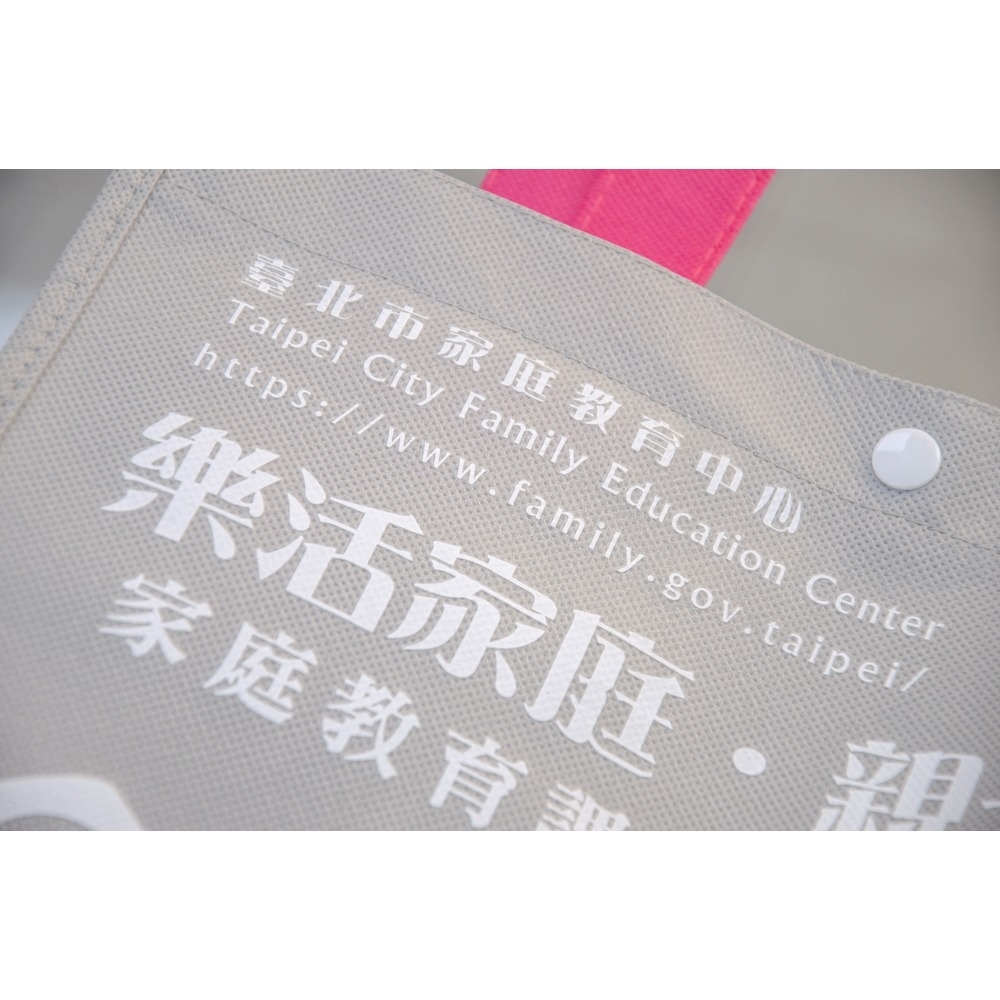 臺北市家庭教育中心
Taipei City Family Education Center
https://www.family.gov.taipei/
樂活家庭・親
家庭教育課